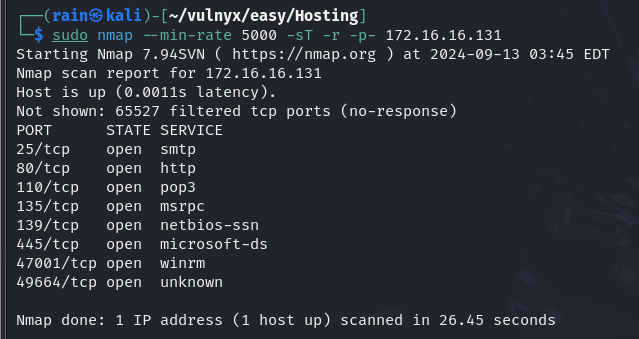 ┌──(rain㉿kali)-[~/vulnyx/easy/Hosting]
└─$ sudo nmap --min-rate 5000 -sT -r -p- 172.16.16.131
Starting Nmap 7.94SVN ( https://nmap.org ) at 2024-09-13 03:45 EDT
Nmap scan report for 172.16.16.131
Host is up (0.0011s latency).
Not shown: 65527 filtered tcp ports (no-response)
PORT      STATE SERVICE
25/tcp    open  smtp
80/tcp    open  http
110/tcp   open  pop3
135/tcp   open  msrpc
139/tcp   open  netbios-ssn
445/tcp   open  microsoft-ds
47001/tcp open  winrm
49664/tcp open  unknown
Nmap done: 1 IP address (1 host up) scanned in 26.45 seconds